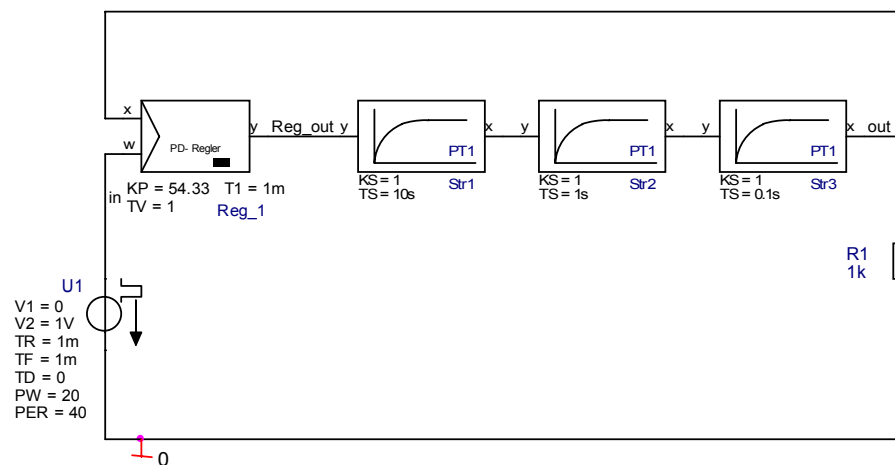 x
w
PD- Regler
y
Reg_out
y
PT1
x
y
PT1
x
y
PT1
x
out
in
KP = 54.33 T1 = 1m
TV = 1
Reg_1
KS = 1
TS = 10s
Str1
KS = 1
TS = 1s
Str2
KS = 1
TS = 0.1s
Str3
R1
1k
U1
V1 = 0
V2 = 1V
TR = 1m
TF = 1m
TD = 0
PW = 20
PER = 40
0